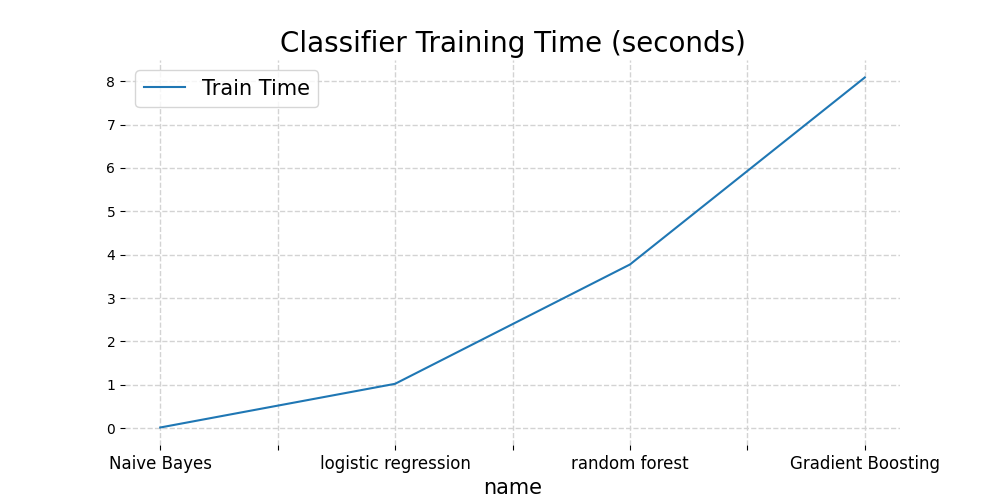 Classifier Training Time (seconds)
Train Time
8
7
6
5
4
3
2
1
0
Naive Bayes logistic regression random forest Gradient Boosting
name